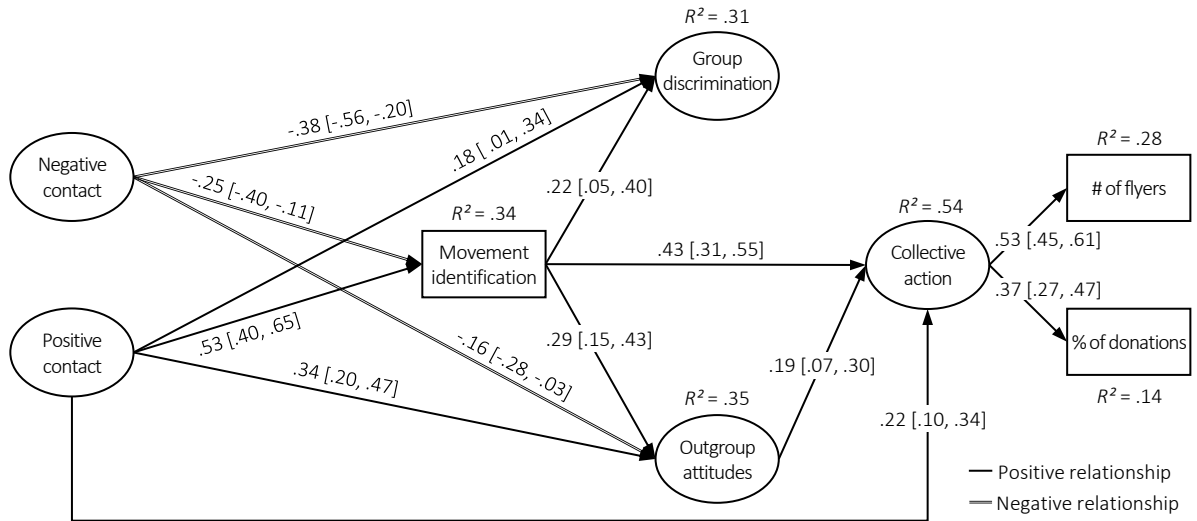 R² = .31
Group
discrimination
-.38 [-.56, -.20]
.18 [ .01, .34]
Negative
contact
-.25 [-.40, -.11]
.22 [.05, .40]
R² = .34
Movement
identification
.43 [.31, .55]
R² = .54
Collective
action
R² = .28
# of flyers
.53 [.45, .61]
.37 [.27, .47]
% of donations
R² = .14
Positive
contact
.53 [.40, .65]
.34 [.20, .47]
-.16 [-.28, -.03]
.29 [.15, .43]
.19 [.07, .30]
R² = .35
Outgroup
attitudes
.22 [.10, .34]
Positive relationship
Negative relationship